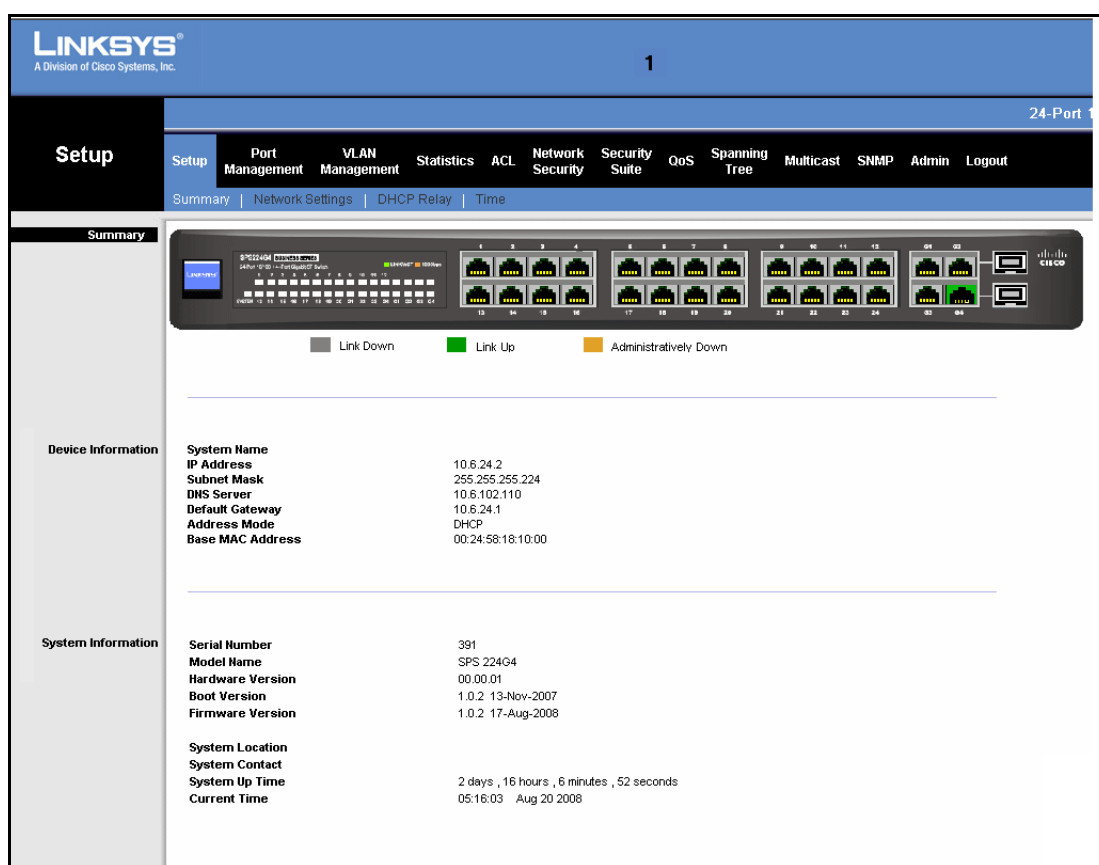 LINKSYS®
A Division of Cisco Systems, Inc.
1
24-Port 1
Setup
Setup Port Management VLAN Management Statistics ACL Network Security Security Suite QoS Spanning Tree Multicast SNMP Admin Logout
Summary | Network Settings | DHCP Relay | Time
Summary
SPS224G4 BUSINESS SERIES
LINKSYS
1 2 3 4 5 6 7 8 9 10 11 12 G1 G2
CISCO
13 14 15 16 17 18 19 20 21 22 23 24 G3 G4
Link Down Link Up Administratively Down
Device Information
System Name
IP Address 10.6.24.2
Subnet Mask 255.255.255.224
DNS Server 10.6.102.110
Default Gateway 10.6.24.1
Address Mode DHCP
Base MAC Address 00:24:58:18:10:00
System Information
Serial Number 391
Model Name SPS 224G4
Hardware Version 00.00.01
Boot Version 1.0.2 13-Nov-2007
Firmware Version 1.0.2 17-Aug-2008
System Location
System Contact
System Up Time 2 days , 16 hours , 6 minutes , 52 seconds
Current Time 05:16:03 Aug 20 2008